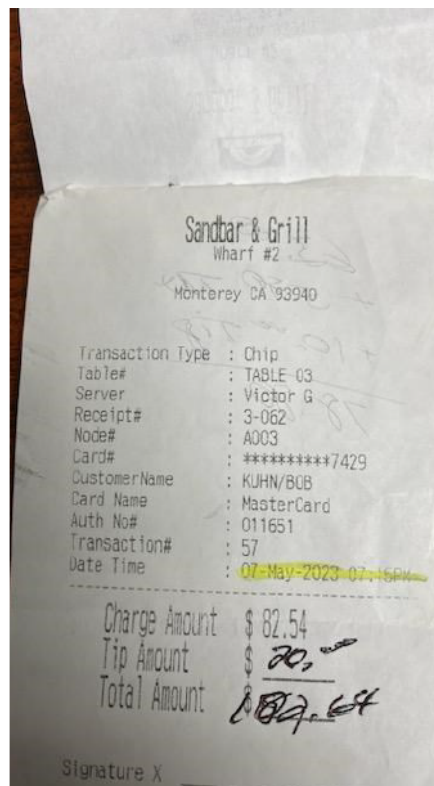 Sandbar & Grill
Wharf #2
Monterey CA 93940
Transaction Type : Chip
Table# : TABLE 03
Server : Victor G
Receipt# : 3-062
Node# : A003
Card# : **********7429
CustomerName : KUHN/BOB
Card Name : MasterCard
Auth No# : 011651
Transaction# : 57
Date Time : 07-May-2023 07:15PM
Charge Amount $ 82.54
Tip Amount $ 20.—
Total Amount $ 102.54
Signature X